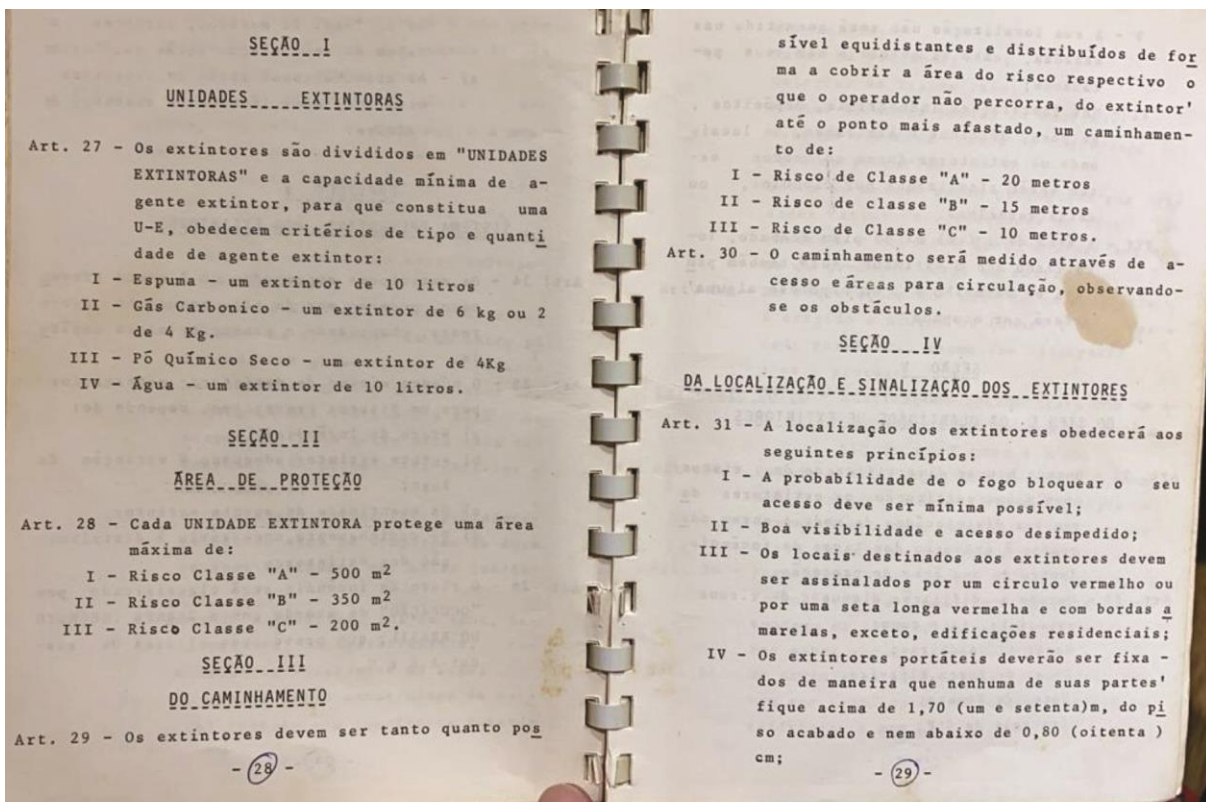 SEÇÃO I
UNIDADES EXTINTORAS
Art. 27 - Os extintores são divididos em "UNIDADES
EXTINTORAS" e a capacidade mínima de a-
gente extintor, para que constitua uma
U-E, obedecem critérios de tipo e quanti
dade de agente extintor:
I - Espuma - um extintor de 10 litros
II - Gás Carbonico - um extintor de 6 kg ou 2
de 4 Kg.
III - Pó Químico Seco - um extintor de 4Kg
IV - Água - um extintor de 10 litros.
SEÇÃO II
ÁREA DE PROTEÇÃO
Art. 28 - Cada UNIDADE EXTINTORA protege uma área
máxima de:
I - Risco Classe "A" - 500 m²
II - Risco Classe "B" - 350 m²
III - Risco Classe "C" - 200 m².
SEÇÃO III
DO CAMINHAMENTO
Art. 29 - Os extintores devem ser tanto quanto pos
- 28 -
sível equidistantes e distribuídos de for
ma a cobrir a área do risco respectivo o
que o operador não percorra, do extintor'
até o ponto mais afastado, um caminhamen-
to de:
I - Risco de Classe "A" - 20 metros
II - Risco de classe "B" - 15 metros
III - Risco de Classe "C" - 10 metros.
Art. 30 - O caminhamento será medido através de a-
cesso e áreas para circulação, observando-
se os obstáculos.
SEÇÃO IV
DA LOCALIZAÇÃO E SINALIZAÇÃO DOS EXTINTORES
Art. 31 - A localização dos extintores obedecerá aos
seguintes princípios:
I - A probabilidade de o fogo bloquear o seu
acesso deve ser mínima possível;
II - Boa visibilidade e acesso desimpedido;
III - Os locais destinados aos extintores devem
ser assinalados por um circulo vermelho ou
por uma seta longa vermelha e com bordas a
marelas, exceto, edificações residenciais;
IV - Os extintores portáteis deverão ser fixa -
dos de maneira que nenhuma de suas partes'
fique acima de 1,70 (um e setenta)m, do pi
so acabado e nem abaixo de 0,80 (oitenta )
cm;
- 29 -